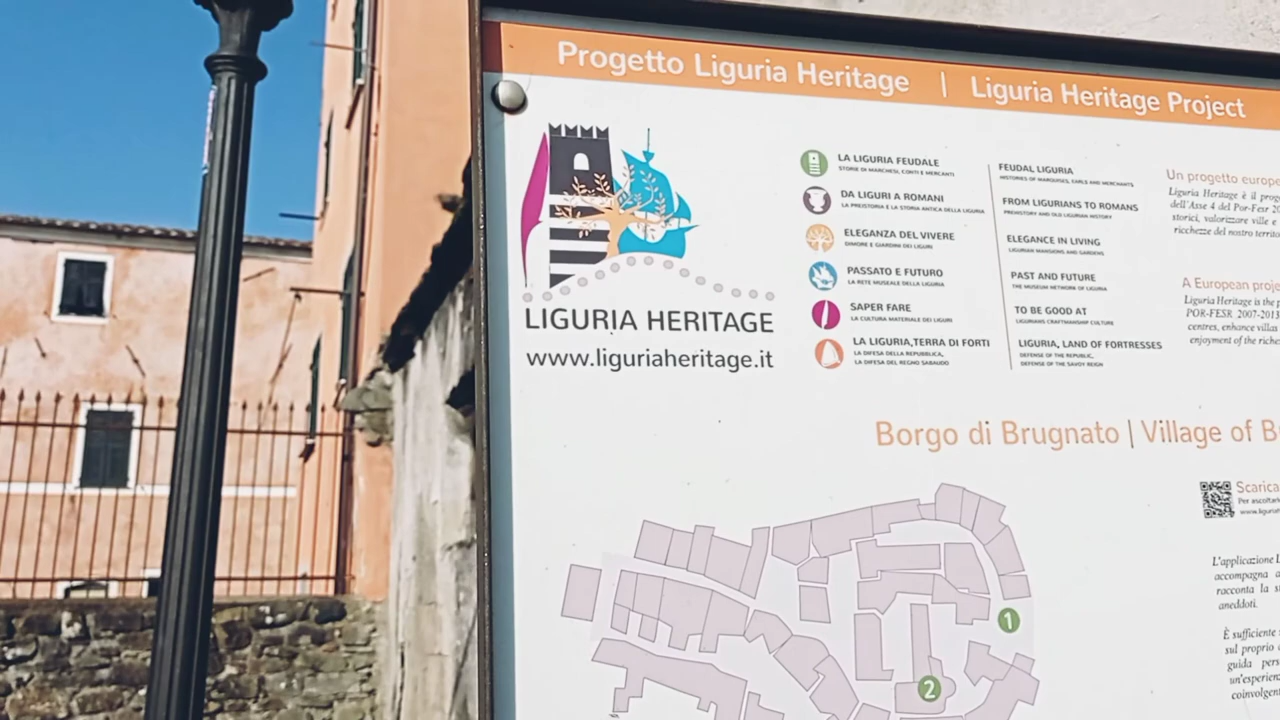 Progetto Liguria Heritage | Liguria Heritage Project
LIGURIA HERITAGE
www.liguriaheritage.it
LA LIGURIA FEUDALE
STORIE DI MARCHESI, CONTI E MERCANTI
DA LIGURI A ROMANI
LA PREISTORIA E LA STORIA ANTICA DELLA LIGURIA
ELEGANZA DEL VIVERE
DIMORE E GIARDINI DEI LIGURI
PASSATO E FUTURO
LA RETE MUSEALE DELLA LIGURIA
SAPER FARE
LA CULTURA MATERIALE DEI LIGURI
LA LIGURIA,TERRA DI FORTI
LA DIFESA DELLA REPUBBLICA,
LA DIFESA DEL REGNO SABAUDO
FEUDAL LIGURIA
HISTORIES OF MARQUISES, EARLS AND MERCHANTS
FROM LIGURIANS TO ROMANS
PREHISTORY AND OLD LIGURIAN HISTORY
ELEGANCE IN LIVING
LIGURIAN MANSIONS AND GARDENS
PAST AND FUTURE
THE MUSEUM NETWORK OF LIGURIA
TO BE GOOD AT
LIGURIANS CRAFTMANSHIP CULTURE
LIGURIA, LAND OF FORTRESSES
DEFENSE OF THE REPUBLIC,
DEFENSE OF THE SAVOY REIGN
Un progetto europe
Liguria Heritage è il prog
dell'Asse 4 del Por-Fesr 2
storici, valorizzare ville e
ricchezze del nostro territo
A European proje
Liguria Heritage is the p
POR-FESR 2007-2013
centres, enhance villas
enjoyment of the riche
Borgo di Brugnato | Village of B
Scarica
Per ascoltare
www.liguria
L'applicazione L
accompagna a
racconta la s
aneddoti.
È sufficiente
sul proprio
guida pers
un'esperien
coinvolgent
1
2